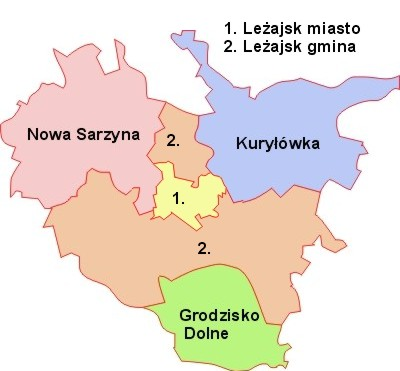 1. Leżajsk miasto
2. Leżajsk gmina
Nowa Sarzyna
2.
Kuryłówka
1.
2.
Grodzisko
Dolne